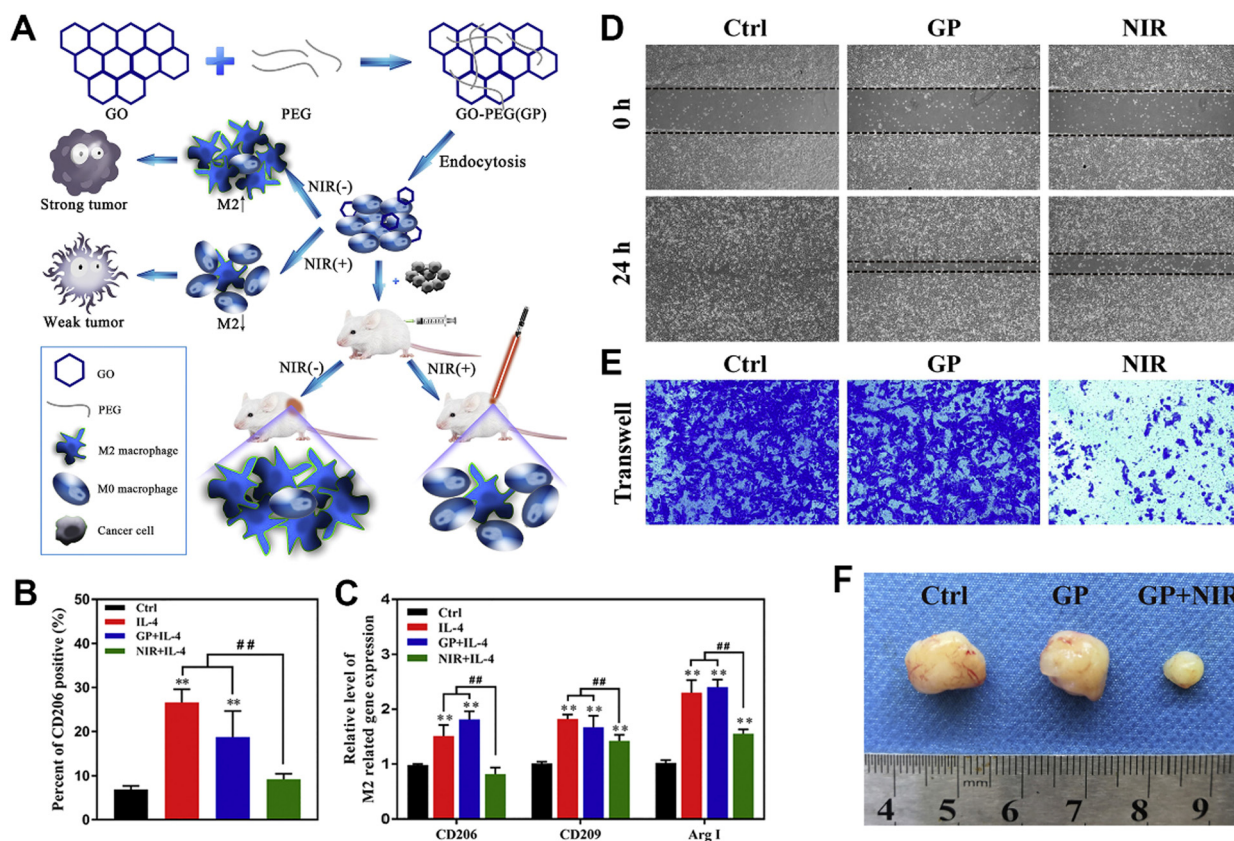 A
GO
PEG
GO-PEG(GP)
Endocytosis
NIR(-)
M2↑
Strong tumor
NIR(+)
M2↓
Weak tumor
+
NIR(-)
NIR(+)
GO
PEG
M2 macrophage
M0 macrophage
Cancer cell
B
Percent of CD206 positive (%)
50
40
30
20
10
0
Ctrl
IL-4
GP+IL-4
NIR+IL-4
**
**
##
C
Relative level of
M2 related gene expression
4
3
2
1
0
Ctrl
IL-4
GP+IL-4
NIR+IL-4
** ** ##
** ** ## **
** ** ## **
CD206 CD209 Arg I
D
Ctrl GP NIR
0 h
24 h
E
Ctrl GP NIR
Transwell
F
Ctrl GP GP+NIR
mm
4 5 6 7 8 9